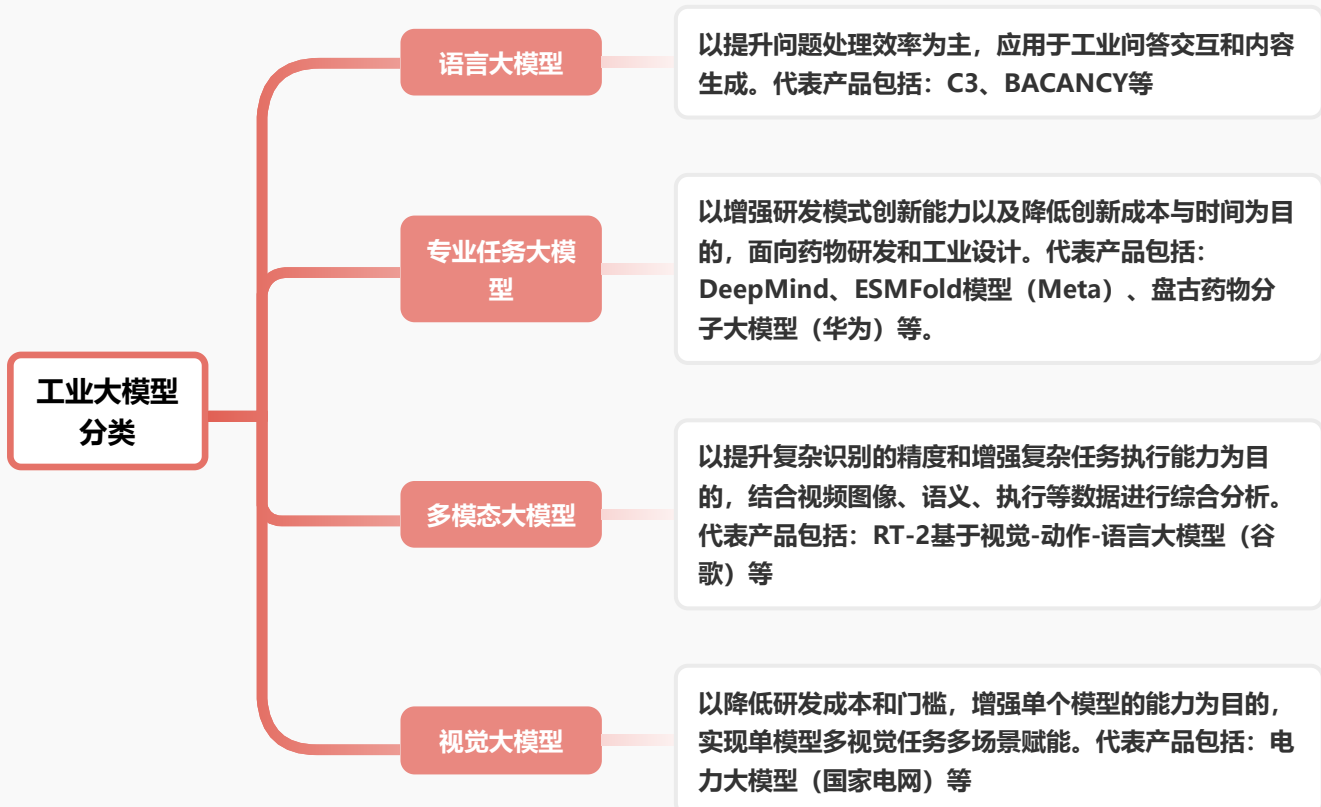 语言大模型
以提升问题处理效率为主，应用于工业问答交互和内容
生成。代表产品包括：C3、BACANCY等
专业任务大模
型
以增强研发模式创新能力以及降低创新成本与时间为目
的，面向药物研发和工业设计。代表产品包括：
DeepMind、ESMFold模型（Meta）、盘古药物分
子大模型（华为）等。
工业大模型
分类
多模态大模型
以提升复杂识别的精度和增强复杂任务执行能力为目
的，结合视频图像、语义、执行等数据进行综合分析。
代表产品包括：RT-2基于视觉-动作-语言大模型（谷
歌）等
视觉大模型
以降低研发成本和门槛，增强单个模型的能力为目的，
实现单模型多视觉任务多场景赋能。代表产品包括：电
力大模型（国家电网）等